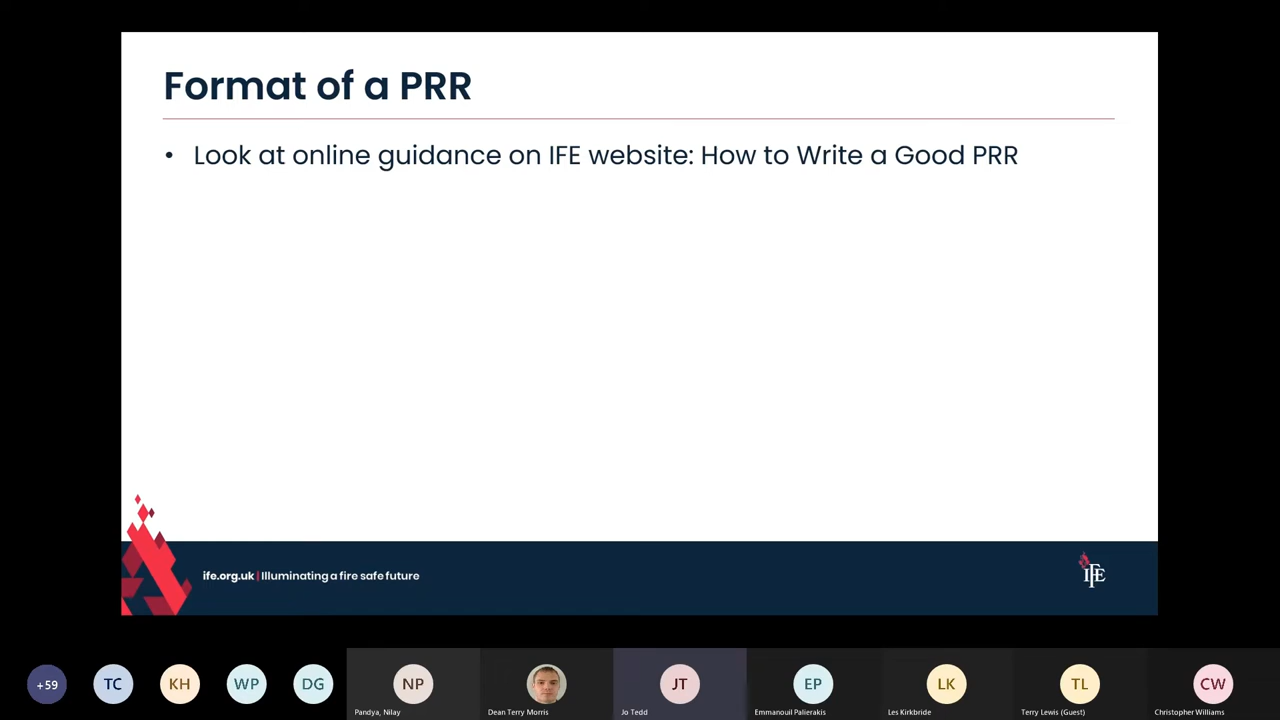 Format of a PRR
• Look at online guidance on IFE website: How to Write a Good PRR
ife.org.uk | Illuminating a fire safe future
IFE
+59
TC
KH
WP
DG
NP
JT
EP
LK
TL
CW
Pandya, Nilay
Dean Terry Morris
Jo Tedd
Emmanouil Palierakis
Les Kirkbride
Terry Lewis (Guest)
Christopher Williams